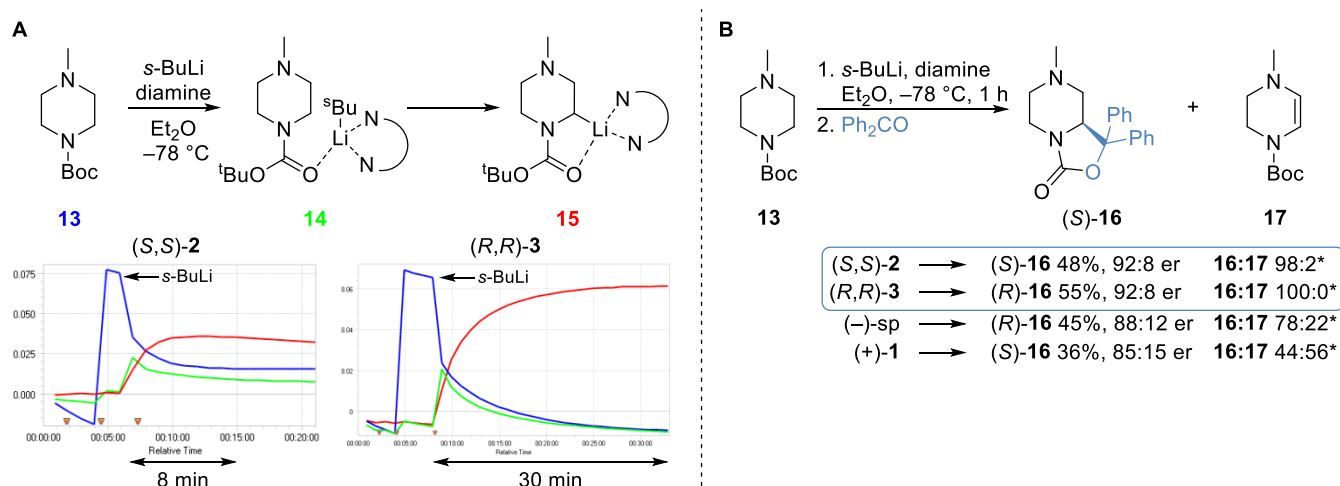 A
N
N
Boc
13
s-BuLi
diamine
Et2O
–78 °C
N
N
tBuO
O
sBu
Li
N
N
14
N
N
tBuO
O
Li
N
N
15
(S,S)-2
s-BuLi
0.075
0.050
0.025
0.000
00:00:00
00:05:00
00:10:00
00:15:00
00:20:00
Relative Time
8 min
(R,R)-3
s-BuLi
0.06
0.04
0.02
0
00:00:00
00:05:00
00:10:00
00:15:00
00:20:00
00:25:00
00:30:00
Relative Time
30 min
B
N
N
Boc
13
1. s-BuLi, diamine
Et2O, –78 °C, 1 h
2. Ph2CO
N
N
Ph
Ph
O
O
(S)-16
+
N
N
Boc
17
(S,S)-2 (S)-16 48%, 92:8 er 16:17 98:2*
(R,R)-3 (R)-16 55%, 92:8 er 16:17 100:0*
(–)-sp (R)-16 45%, 88:12 er 16:17 78:22*
(+)-1 (S)-16 36%, 85:15 er 16:17 44:56*